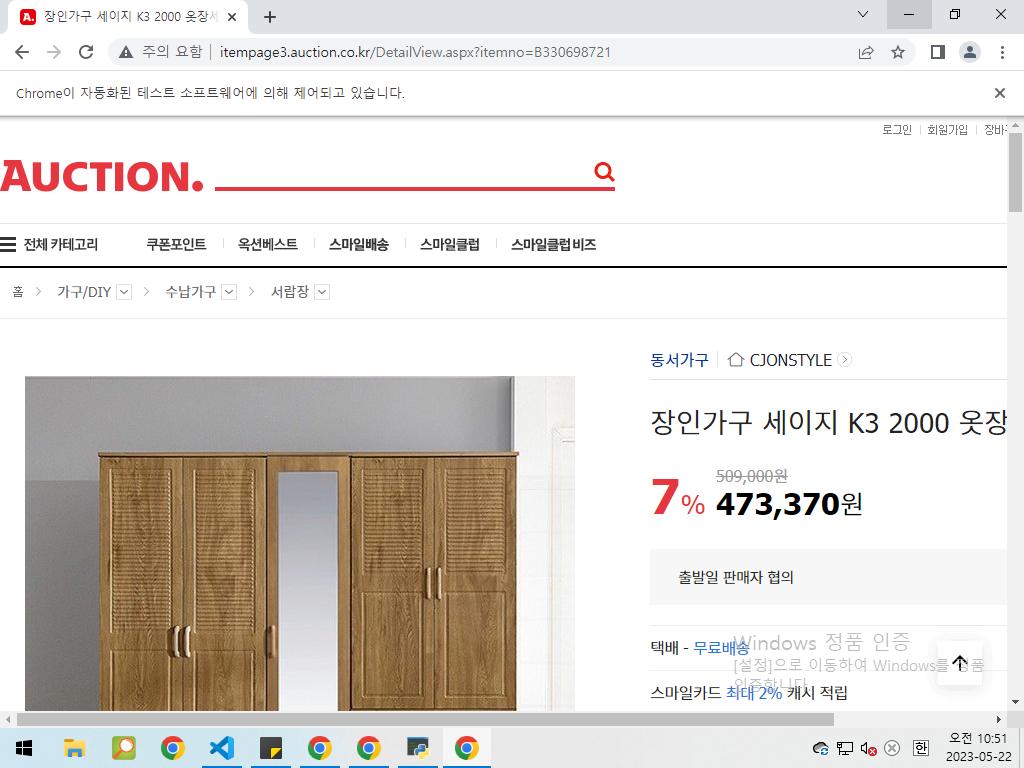 장인가구 세이지 K3 2000 옷장세
주의 요함 itempage3.auction.co.kr/DetailView.aspx?itemno=B330698721
Chrome이 자동화된 테스트 소프트웨어에 의해 제어되고 있습니다.
로그인 회원가입 장바
AUCTION.
전체 카테고리 쿠폰포인트 옥션베스트 스마일배송 스마일클럽 스마일클럽 비즈
홈 가구/DIY 수납가구 서랍장
동서가구 CJONSTYLE
장인가구 세이지 K3 2000 옷장
509,000원
7% 473,370원
출발일 판매자 협의
택배 - 무료배송
Windows 정품 인증
[설정]으로 이동하여 Windows를 정품
인증합니다.
스마일카드 최대 2% 캐시 적립
한
오전 10:51
2023-05-22